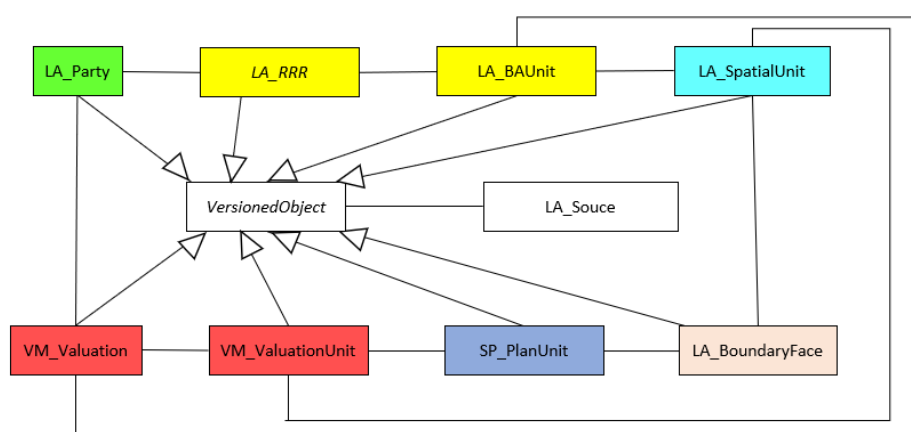 LA_Party
LA_RRR
LA_BAUnit
LA_SpatialUnit
VersionedObject
LA_Souce
VM_Valuation
VM_ValuationUnit
SP_PlanUnit
LA_BoundaryFace